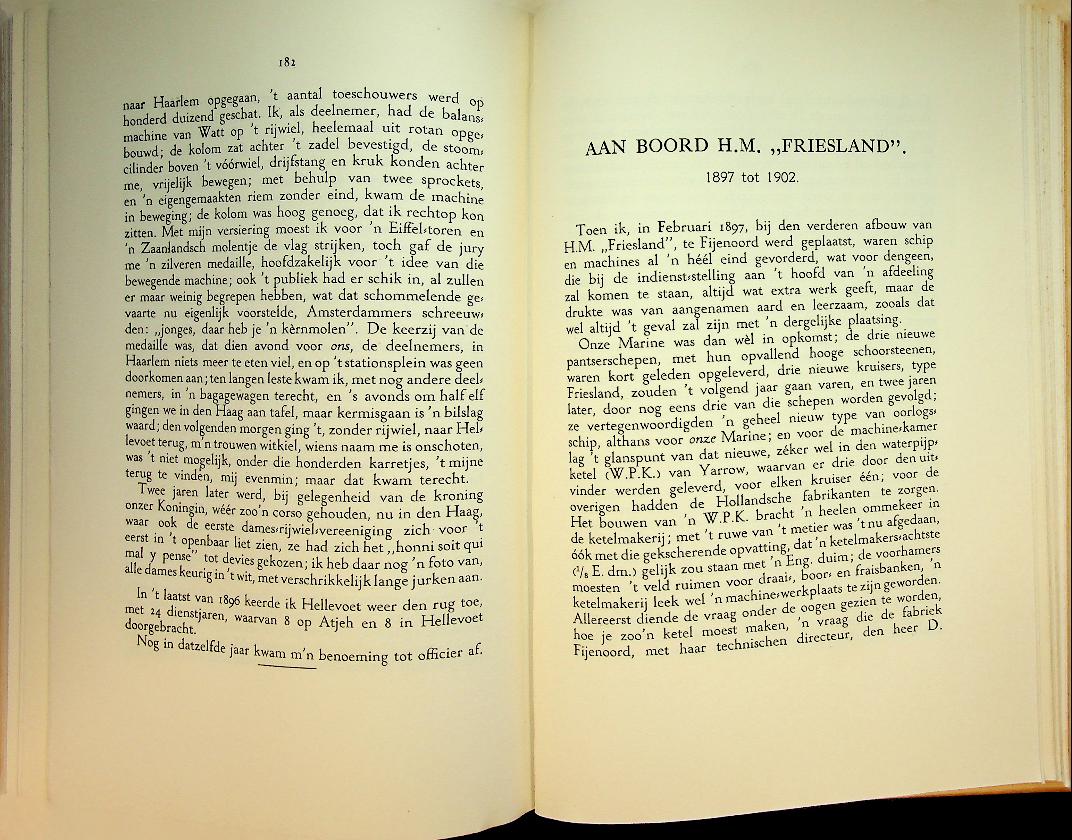 182
naar Haarlem opgegaan, 't aantal toeschouwers werd op
honderd duizend geschat. Ik, als deelnemer, had de balans-
machine van Watt op 't rijwiel, heelemaal uit rotan opge-
bouwd; de kolom zat achter 't zadel bevestigd, de stoom-
cilinder boven 't vóórwiel, drijfstang en kruk konden achter
me, vrijelijk bewegen; met behulp van twee sprockets,
en 'n eigengemaakten riem zonder eind, kwam de machine
in beweging; de kolom was hoog genoeg, dat ik rechtop kon
zitten. Met mijn versiering moest ik voor 'n Eiffel-toren en
'n Zaanlandsch molentje de vlag strijken, toch gaf de jury
me 'n zilveren medaille, hoofdzakelijk voor 't idee van die
bewegende machine; ook 't publiek had er schik in, al zullen
er maar weinig begrepen hebben, wat dat schommelende ge-
vaarte nu eigenlijk voorstelde, Amsterdammers schreeuw-
den: „jonges, daar heb je 'n kèrnmolen". De keerzij van de
medaille was, dat dien avond voor ons, de deelnemers, in
Haarlem niets meer te eten viel, en op 't stationsplein was geen
doorkomen aan; ten langen leste kwam ik, met nog andere deel-
nemers, in 'n bagagewagen terecht, en 's avonds om half elf
gingen we in den Haag aan tafel, maar kermisgaan is 'n bilslag
waard; den volgenden morgen ging 't, zonder rijwiel, naar Hel-
levoet terug, m'n trouwen witkiel, wiens naam me is onschoten,
was 't niet mogelijk, onder die honderden karretjes, 't mijne
terug te vinden, mij evenmin; maar dat kwam terecht.
Twee jaren later werd, bij gelegenheid van de kroning
onzer Koningin, wéér zoo'n corso gehouden, nu in den Haag,
waar ook de eerste dames-rijwiel-vereeniging zich voor 't
eerst in 't openbaar liet zien, ze had zich het „honni soit qui
mal y pense" tot devies gekozen; ik heb daar nog 'n foto van,
alle dames keurig in 't wit, met verschrikkelijk lange jurken aan.
In 't laatst van 1896 keerde ik Hellevoet weer den rug toe,
met 24 dienstjaren, waarvan 8 op Atjeh en 8 in Hellevoet
doorgebracht.
Nog in datzelfde jaar kwam m'n benoeming tot officier af.
AAN BOORD H.M. „FRIESLAND".
1897 tot 1902.
Toen ik, in Februari 1897, bij den verderen afbouw van
H.M. „Friesland", te Fijenoord werd geplaatst, waren schip
en machines al 'n héél eind gevorderd, wat voor dengeen,
die bij de indienst-stelling aan 't hoofd van 'n afdeeling
zal komen te staan, altijd wat extra werk geeft, maar de
drukte was van aangenamen aard en leerzaam, zooals dat
wel altijd 't geval zal zijn met 'n dergelijke plaatsing.
Onze Marine was dan wèl in opkomst; de drie nieuwe
pantserschepen, met hun opvallend hooge schoorsteenen,
waren kort geleden opgeleverd, drie nieuwe kruisers, type
Friesland, zouden 't volgend jaar gaan varen, en twee jaren
later, door nog eens drie van die schepen worden gevolgd;
ze vertegenwoordigden 'n geheel nieuw type van oorlogs-
schip, althans voor onze Marine; en voor de machine-kamer
lag 't glanspunt van dat nieuwe, zéker wel in den waterpijp-
ketel (W.P.K.) van Yarrow, waarvan er drie door den uit-
vinder werden geleverd, voor elken kruiser één; voor de
overigen hadden de Hollandsche fabrikanten te zorgen.
Het bouwen van 'n W.P.K. bracht 'n heelen ommekeer in
de ketelmakerij; met 't ruwe van 't metier was 't nu afgedaan,
óók met die gekscherende opvatting, dat 'n ketelmakers-achtste
(1/8 E. dm.) gelijk zou staan met 'n Eng. duim; de voorhamers
moesten 't veld ruimen voor draai-, boor- en fraisbanken, 'n
ketelmakerij leek wel 'n machine-werkplaats te zijn geworden.
Allereerst diende de vraag onder de oogen gezien te worden,
hoe je zoo'n ketel moest maken, 'n vraag die de fabriek
Fijenoord, met haar technischen directeur, den heer D.